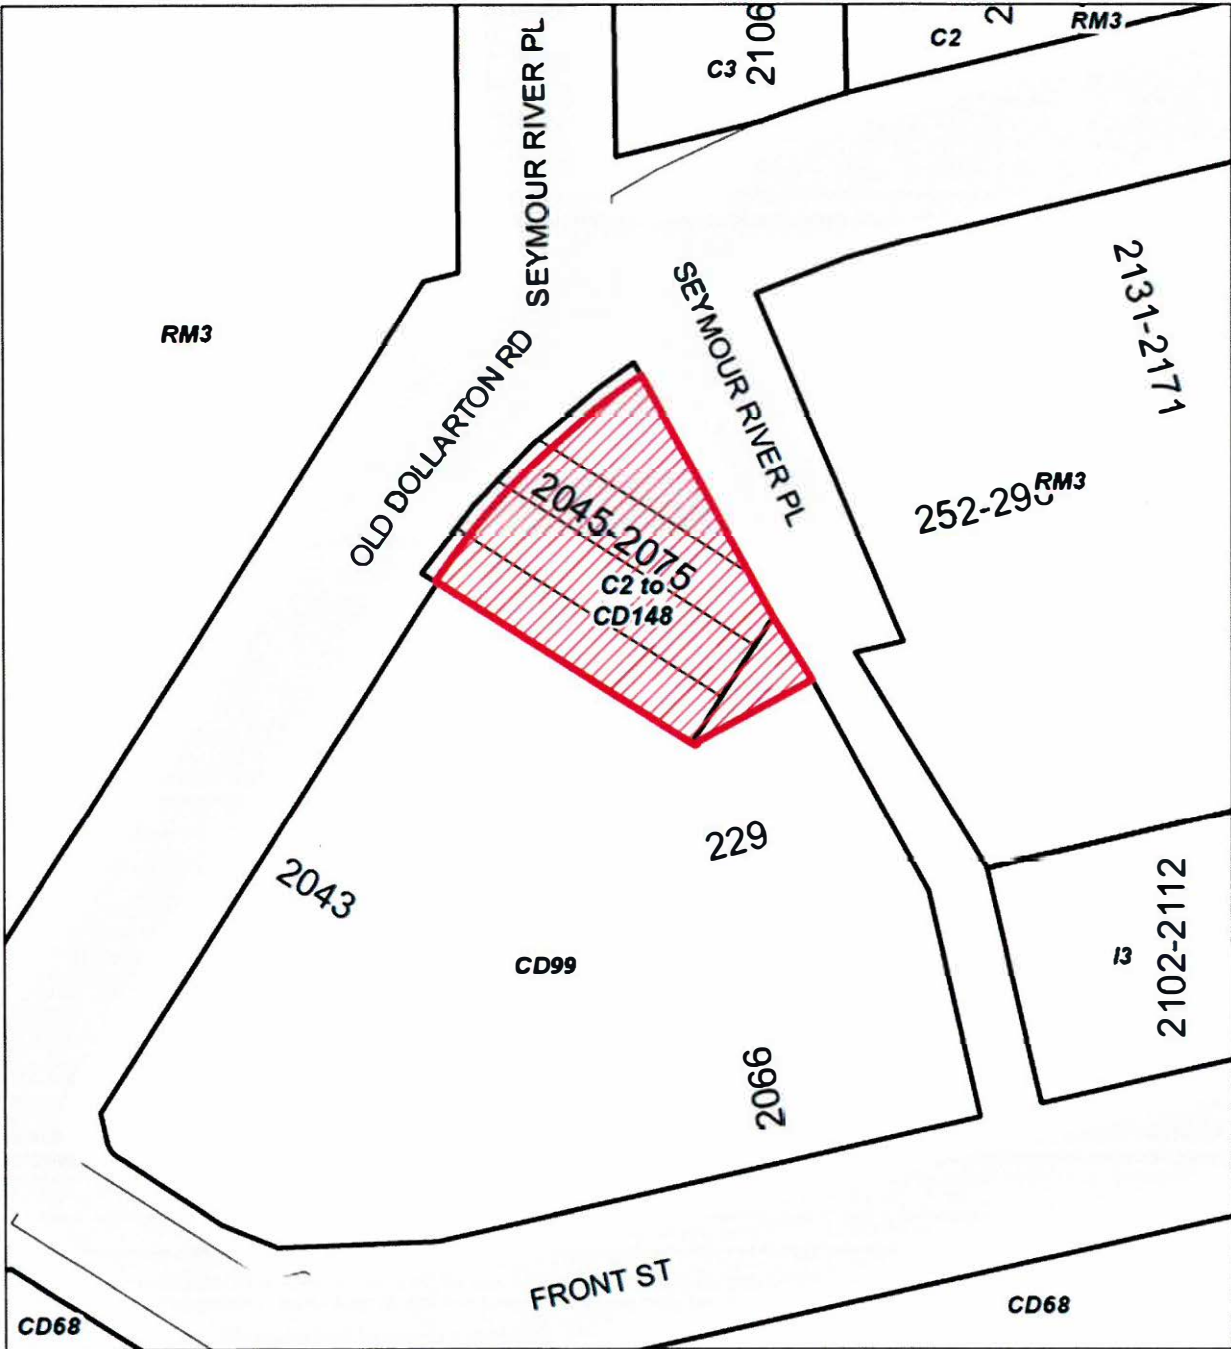 SEYMOUR RIVER PL
C3
2106
C2
2
RM3
RM3
OLD DOLLARTON RD
SEYMOUR RIVER PL
2131-2171
2045-2075
C2 to
CD148
RM3
229
2043
CD99
I3
2102-2112
2066
FRONT ST
CD68
CD68